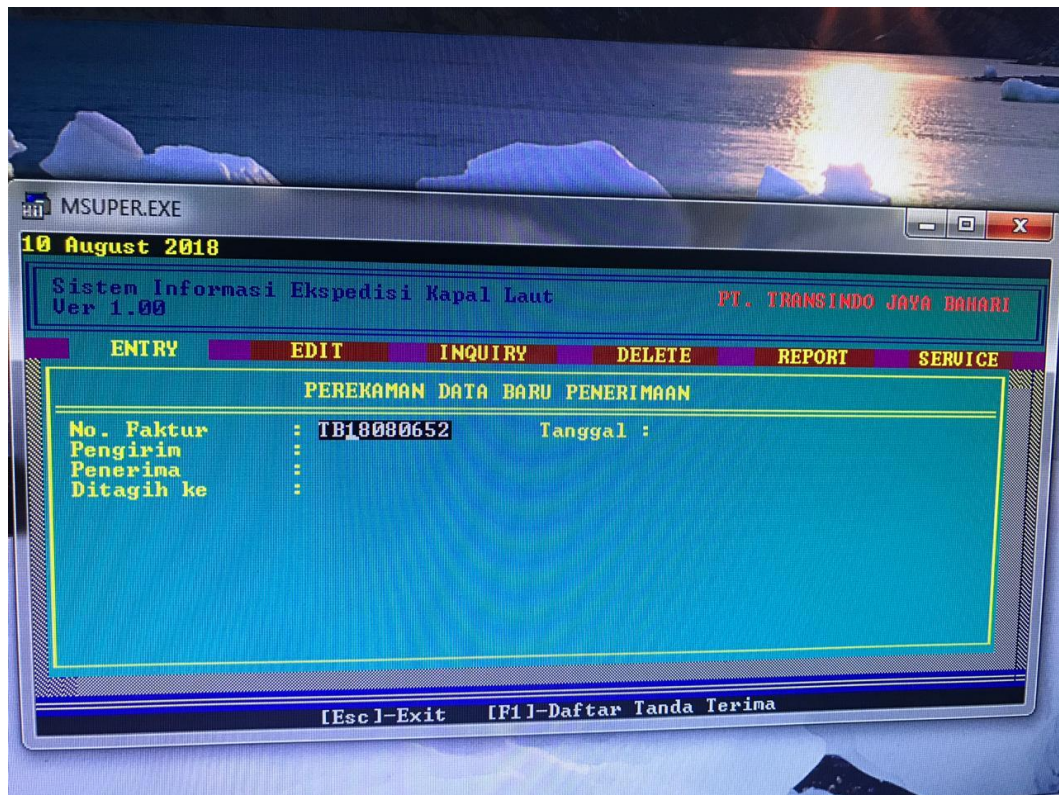 MSUPER.EXE
10 August 2018
Sistem Informasi Ekspedisi Kapal Laut
Ver 1.00
PT. TRANSINDO JAYA BAHARI
ENTRY EDIT INQUIRY DELETE REPORT SERVICE
PEREKAMAN DATA BARU PENERIMAAN
No. Faktur : TB18080652 Tanggal :
Pengirim :
Penerima :
Ditagih ke :
[Esc]-Exit [F1]-Daftar Tanda Terima